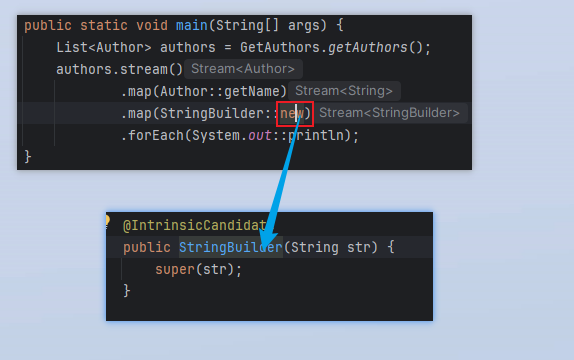 public static void main(String[] args) {
List<Author> authors = GetAuthors.getAuthors();
authors.stream() Stream<Author>
.map(Author::getName) Stream<String>
.map(StringBuilder::new) Stream<StringBuilder>
.forEach(System.out::println);
}
@IntrinsicCandidat
public StringBuilder(String str) {
super(str);
}